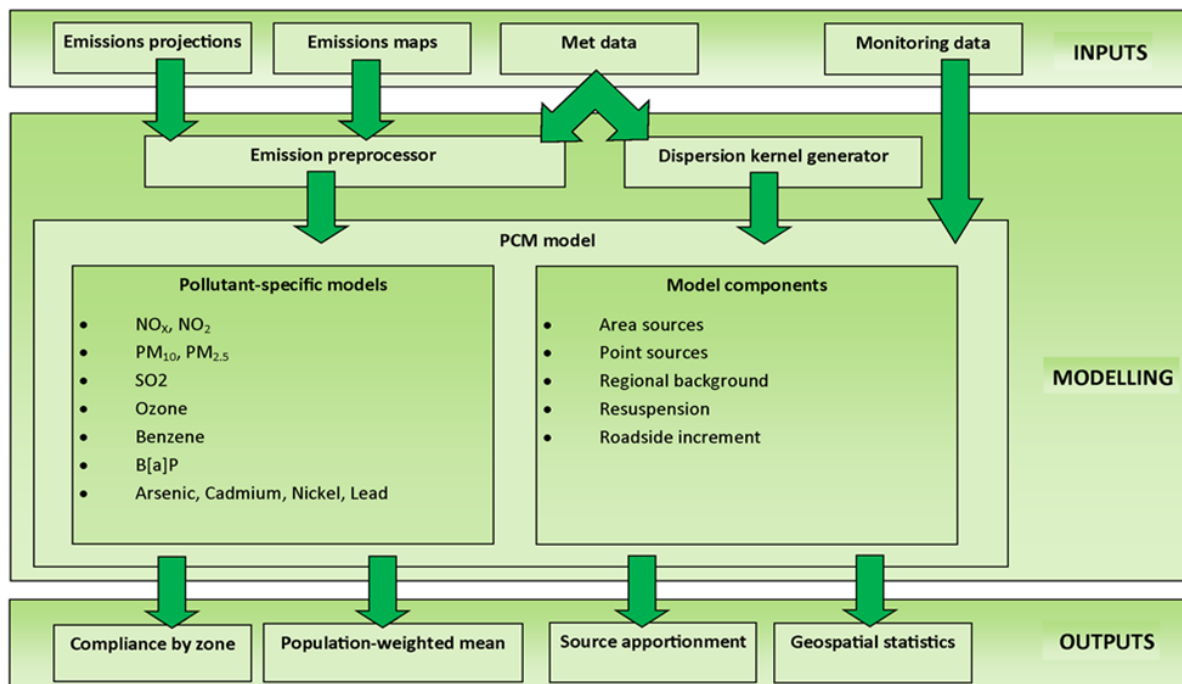 Emissions projections
Emissions maps
Met data
Monitoring data
INPUTS
Emission preprocessor
Dispersion kernel generator
PCM model
Pollutant-specific models
• NOₓ, NO₂
• PM₁₀, PM₂.₅
• SO2
• Ozone
• Benzene
• B[a]P
• Arsenic, Cadmium, Nickel, Lead
Model components
• Area sources
• Point sources
• Regional background
• Resuspension
• Roadside increment
MODELLING
Compliance by zone
Population-weighted mean
Source apportionment
Geospatial statistics
OUTPUTS